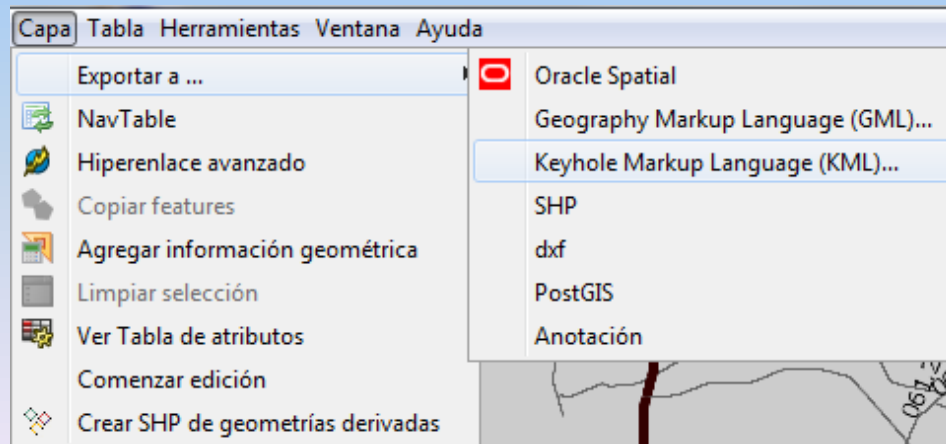 Capa Tabla Herramientas Ventana Ayuda
Exportar a ...
NavTable
Hiperenlace avanzado
Copiar features
Agregar información geométrica
Limpiar selección
Ver Tabla de atributos
Comenzar edición
Crear SHP de geometrías derivadas
Oracle Spatial
Geography Markup Language (GML)...
Keyhole Markup Language (KML)...
SHP
dxf
PostGIS
Anotación